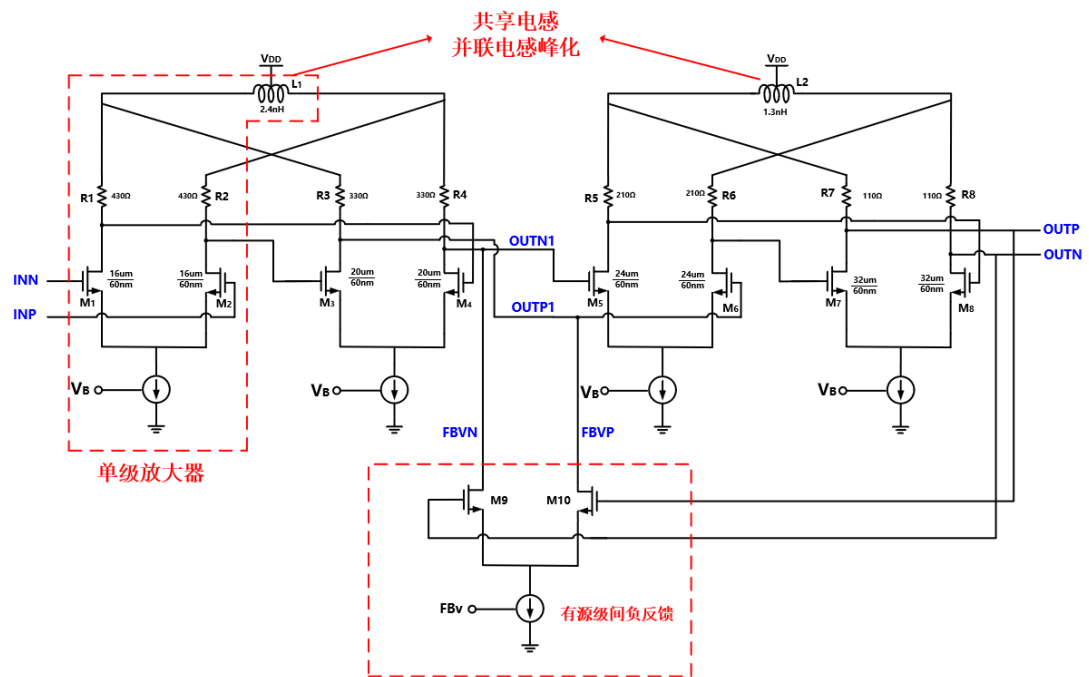 共享电感
并联电感峰化
VDD
VDD
L1
L2
2.4nH
1.3nH
R1 430Ω
430Ω R2
R3 330Ω
330Ω R4
R5 210Ω
210Ω R6
R7 110Ω
110Ω R8
OUTP
OUTN1
OUTN
INN
16um
60nm
16um
60nm
20um
60nm
20um
60nm
24um
60nm
24um
60nm
32um
60nm
32um
60nm
M1
M2
M3
M4
M5
M6
M7
M8
INP
OUTP1
VB
VB
VB
VB
FBVN
FBVP
单级放大器
M9
M10
FBv
有源级间负反馈